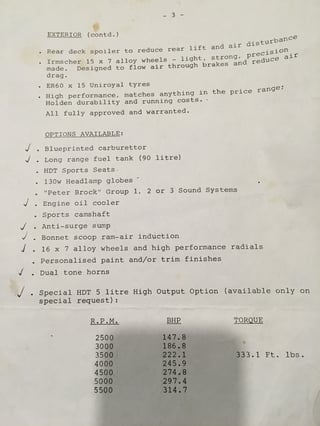 - 3 -
EXTERIOR (contd.)
. Rear deck spoiler to reduce rear lift and air disturbance
. Irmscher 15 x 7 alloy wheels - light, strong, precision
made. Designed to flow air through brakes and reduce air
drag.
. ER60 x 15 Uniroyal tyres
. High performance, matches anything in the price range:
Holden durability and running costs.
All fully approved and warranted.
OPTIONS AVAILABLE:
✓ . Blueprinted carburettor
✓ . Long range fuel tank (90 litre)
. HDT Sports Seats
. 130w Headlamp globes
. "Peter Brock" Group 1, 2 or 3 Sound Systems
✓ . Engine oil cooler
. Sports camshaft
✓ . Anti-surge sump
✓ . Bonnet scoop ram-air induction
✓ . 16 x 7 alloy wheels and high performance radials
. Personalised paint and/or trim finishes
✓ . Dual tone horns
✓ . Special HDT 5 litre High Output Option (available only on
special request):
R.P.M. BHP TORQUE
2500 147.8
3000 186.8
3500 222.1 333.1 Ft. lbs.
4000 245.9
4500 274.8
5000 297.4
5500 314.7